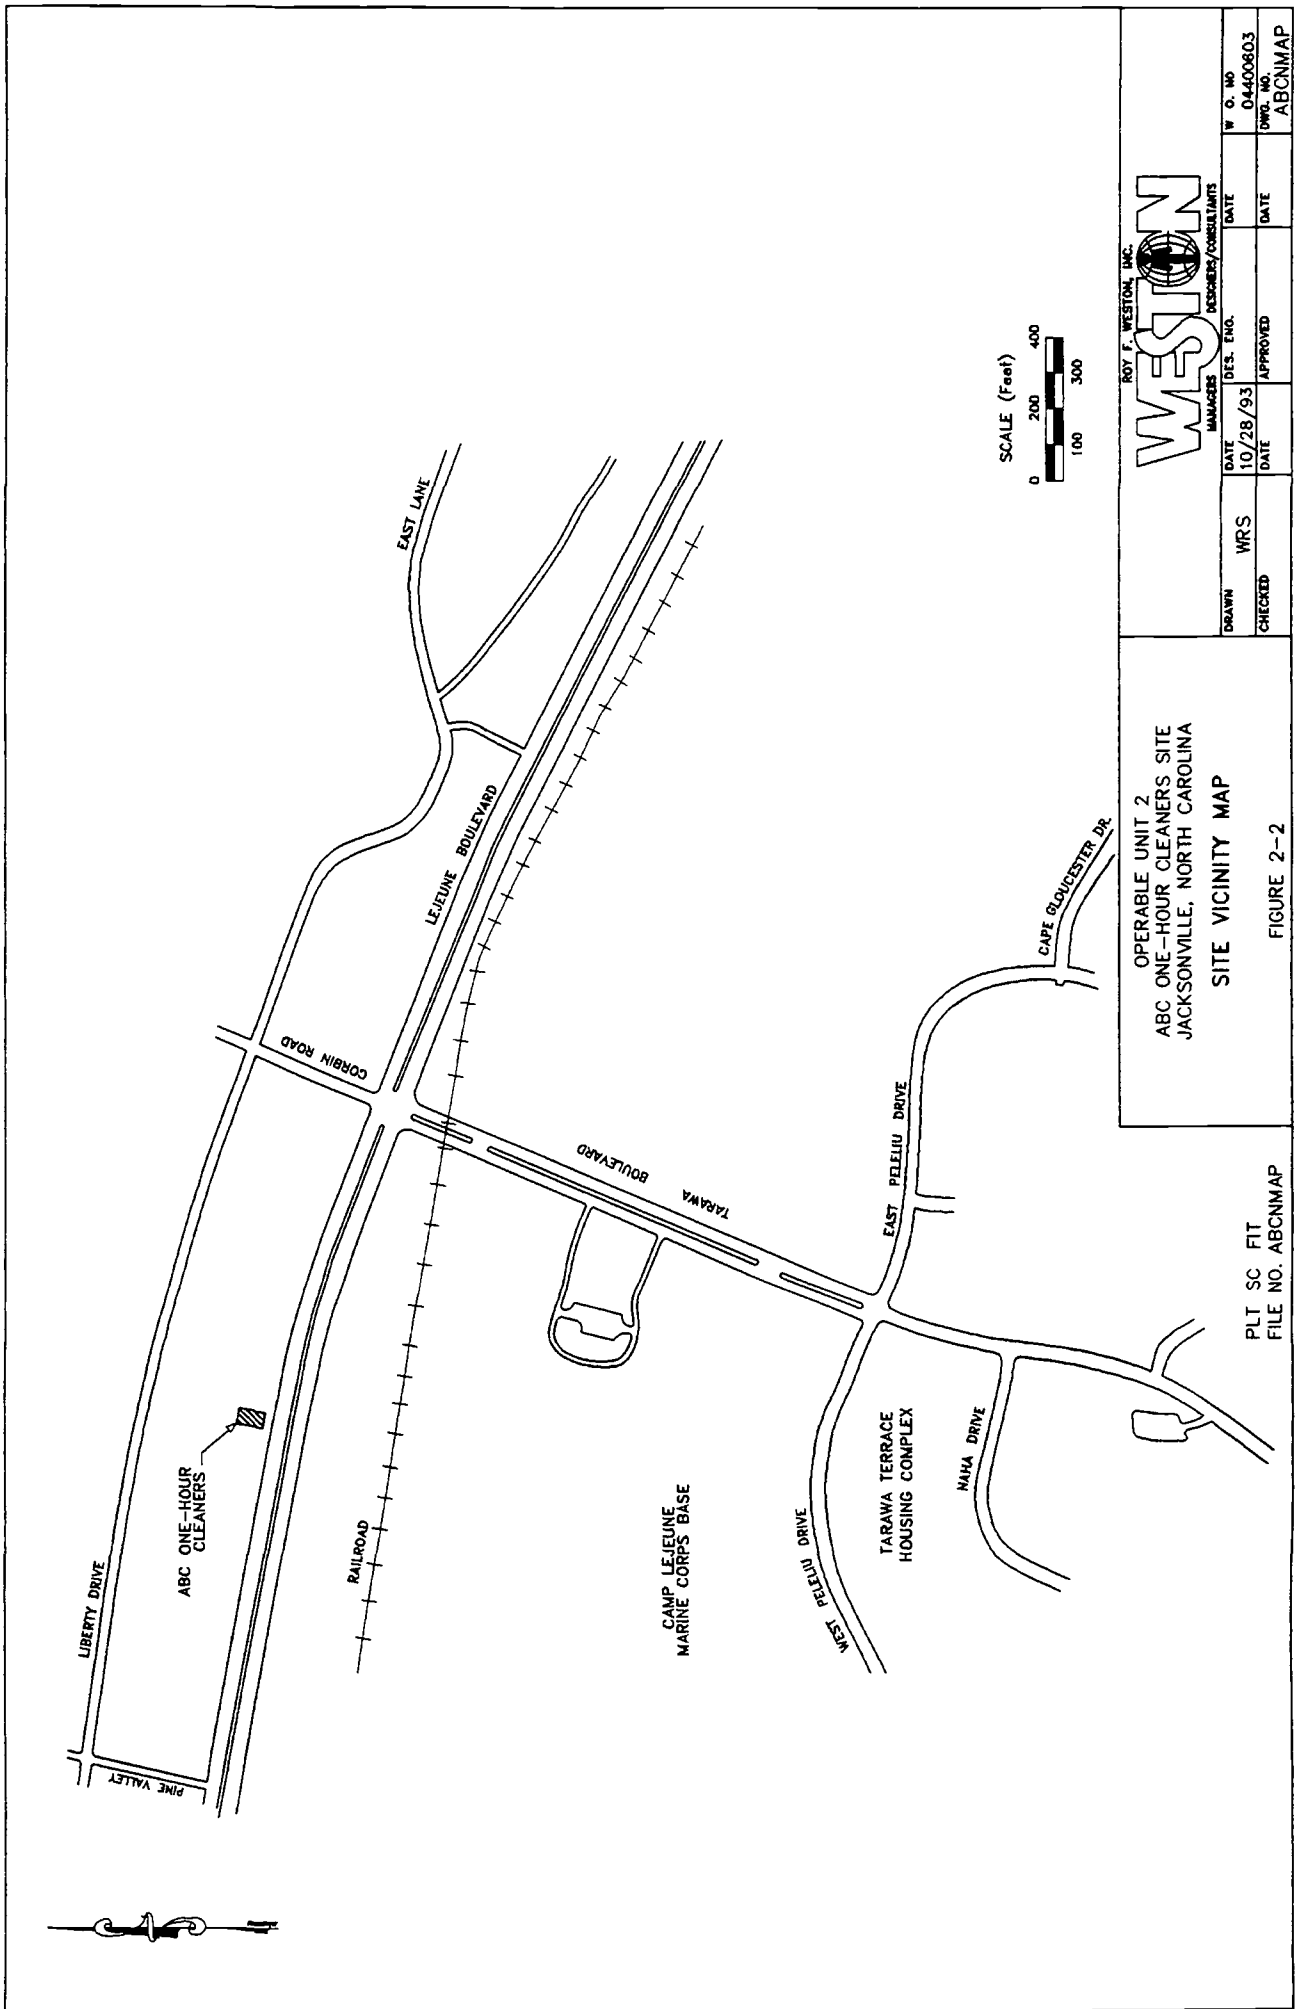 LIBERTY DRIVE
PINE VALLEY
ABC ONE-HOUR
CLEANERS
RAILROAD
CORBIN ROAD
LEJEUNE BOULEVARD
EAST LANE
TARAWA BOULEVARD
CAMP LEJEUNE
MARINE CORPS BASE
WEST PELELIU DRIVE
EAST PELELIU DRIVE
TARAWA TERRACE
HOUSING COMPLEX
NAHA DRIVE
CAPE GLOUCESTER DR.
SCALE (Feet)
0 200 400
100 300
PLT SC FIT
FILE NO. ABCNMAP
OPERABLE UNIT 2
ABC ONE-HOUR CLEANERS SITE
JACKSONVILLE, NORTH CAROLINA
SITE VICINITY MAP
FIGURE 2-2
ROY F. WESTON, INC.
WESTON
MANAGERS DESIGNERS/CONSULTANTS
DRAWN WRS DATE 10/28/93 DES. ENG. DATE W.O. NO 04400603
CHECKED DATE APPROVED DATE DWG. NO. ABCNMAP